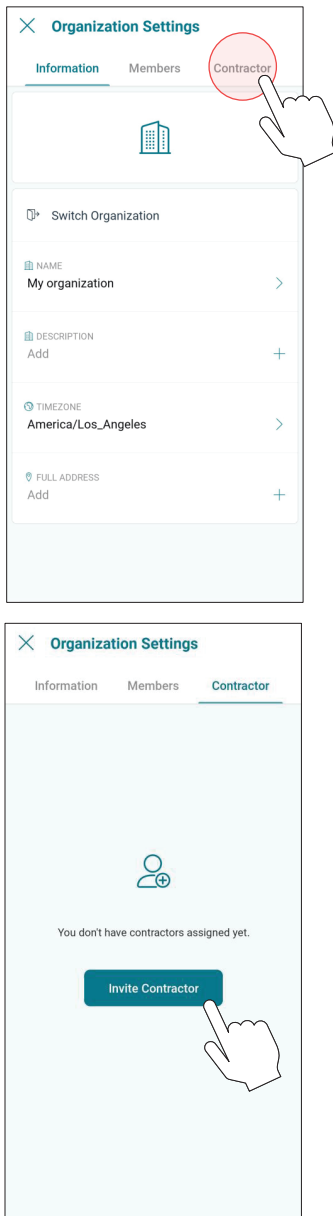 Organization Settings
Information Members Contractor
Switch Organization
NAME
My organization
DESCRIPTION
Add
TIMEZONE
America/Los_Angeles
FULL ADDRESS
Add
Organization Settings
Information Members Contractor
You don't have contractors assigned yet.
Invite Contractor